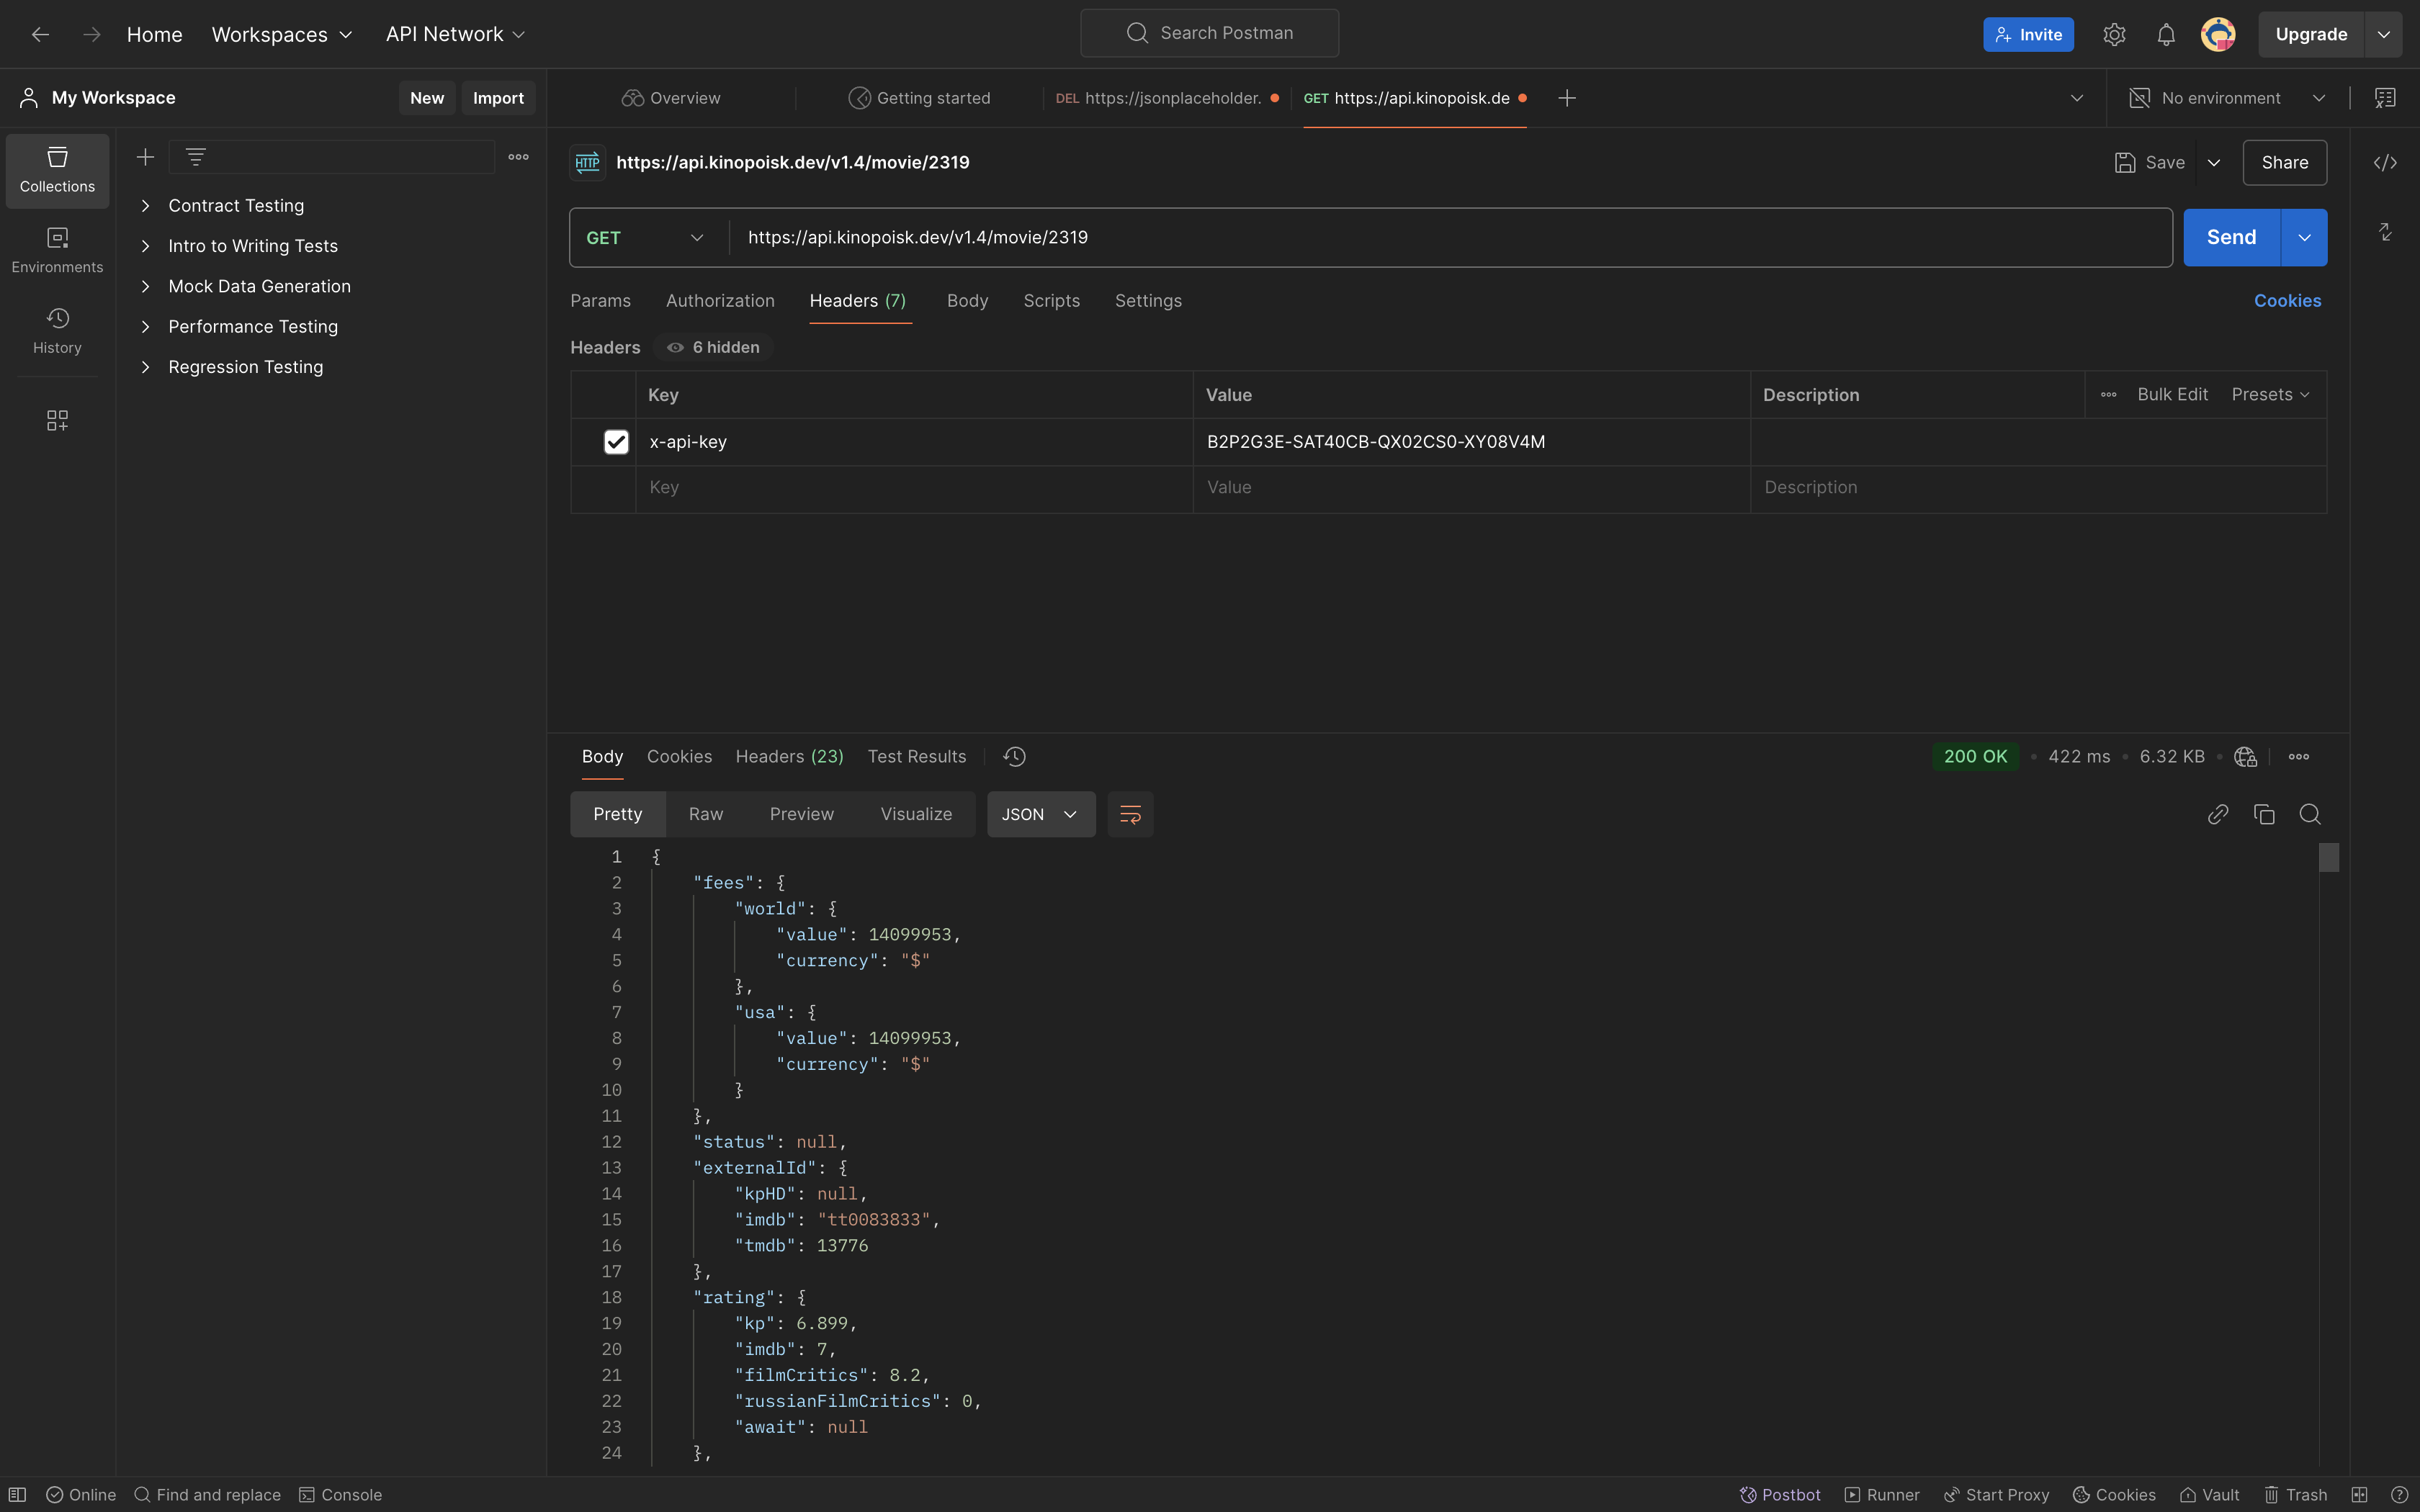 Home Workspaces API Network Search Postman Invite Upgrade
My Workspace New Import Overview Getting started DEL https://jsonplaceholder. GET https://api.kinopoisk.de No environment
Collections
Environments
History
Contract Testing
Intro to Writing Tests
Mock Data Generation
Performance Testing
Regression Testing
HTTP https://api.kinopoisk.dev/v1.4/movie/2319 Save Share
GET https://api.kinopoisk.dev/v1.4/movie/2319 Send
Params Authorization Headers (7) Body Scripts Settings Cookies
Headers 6 hidden
Key Value Description Bulk Edit Presets
x-api-key B2P2G3E-SAT40CB-QX02CS0-XY08V4M
Key Value Description
Body Cookies Headers (23) Test Results 200 OK 422 ms 6.32 KB
Pretty Raw Preview Visualize JSON
1 {
2 "fees": {
3 "world": {
4 "value": 14099953,
5 "currency": "$"
6 },
7 "usa": {
8 "value": 14099953,
9 "currency": "$"
10 }
11 },
12 "status": null,
13 "externalId": {
14 "kpHD": null,
15 "imdb": "tt0083833",
16 "tmdb": 13776
17 },
18 "rating": {
19 "kp": 6.899,
20 "imdb": 7,
21 "filmCritics": 8.2,
22 "russianFilmCritics": 0,
23 "await": null
24 },
Online Find and replace Console Postbot Runner Start Proxy Cookies Vault Trash